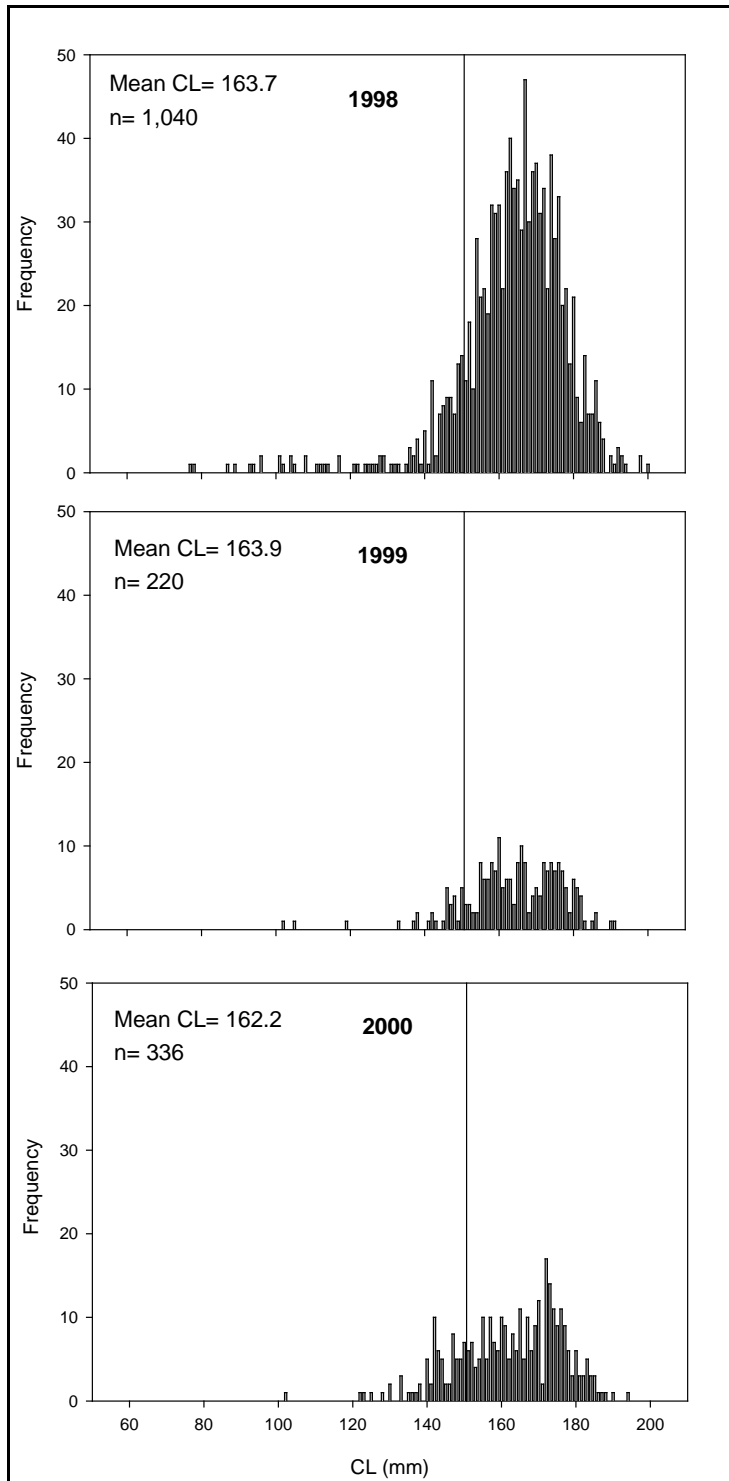 50
Mean CL= 163.7
1998
n= 1,040
40
30
Frequency
20
10
0
50
Mean CL= 163.9
1999
n= 220
40
30
Frequency
20
10
0
50
Mean CL= 162.2
2000
n= 336
40
30
Frequency
20
10
0
60 80 100 120 140 160 180 200
CL (mm)